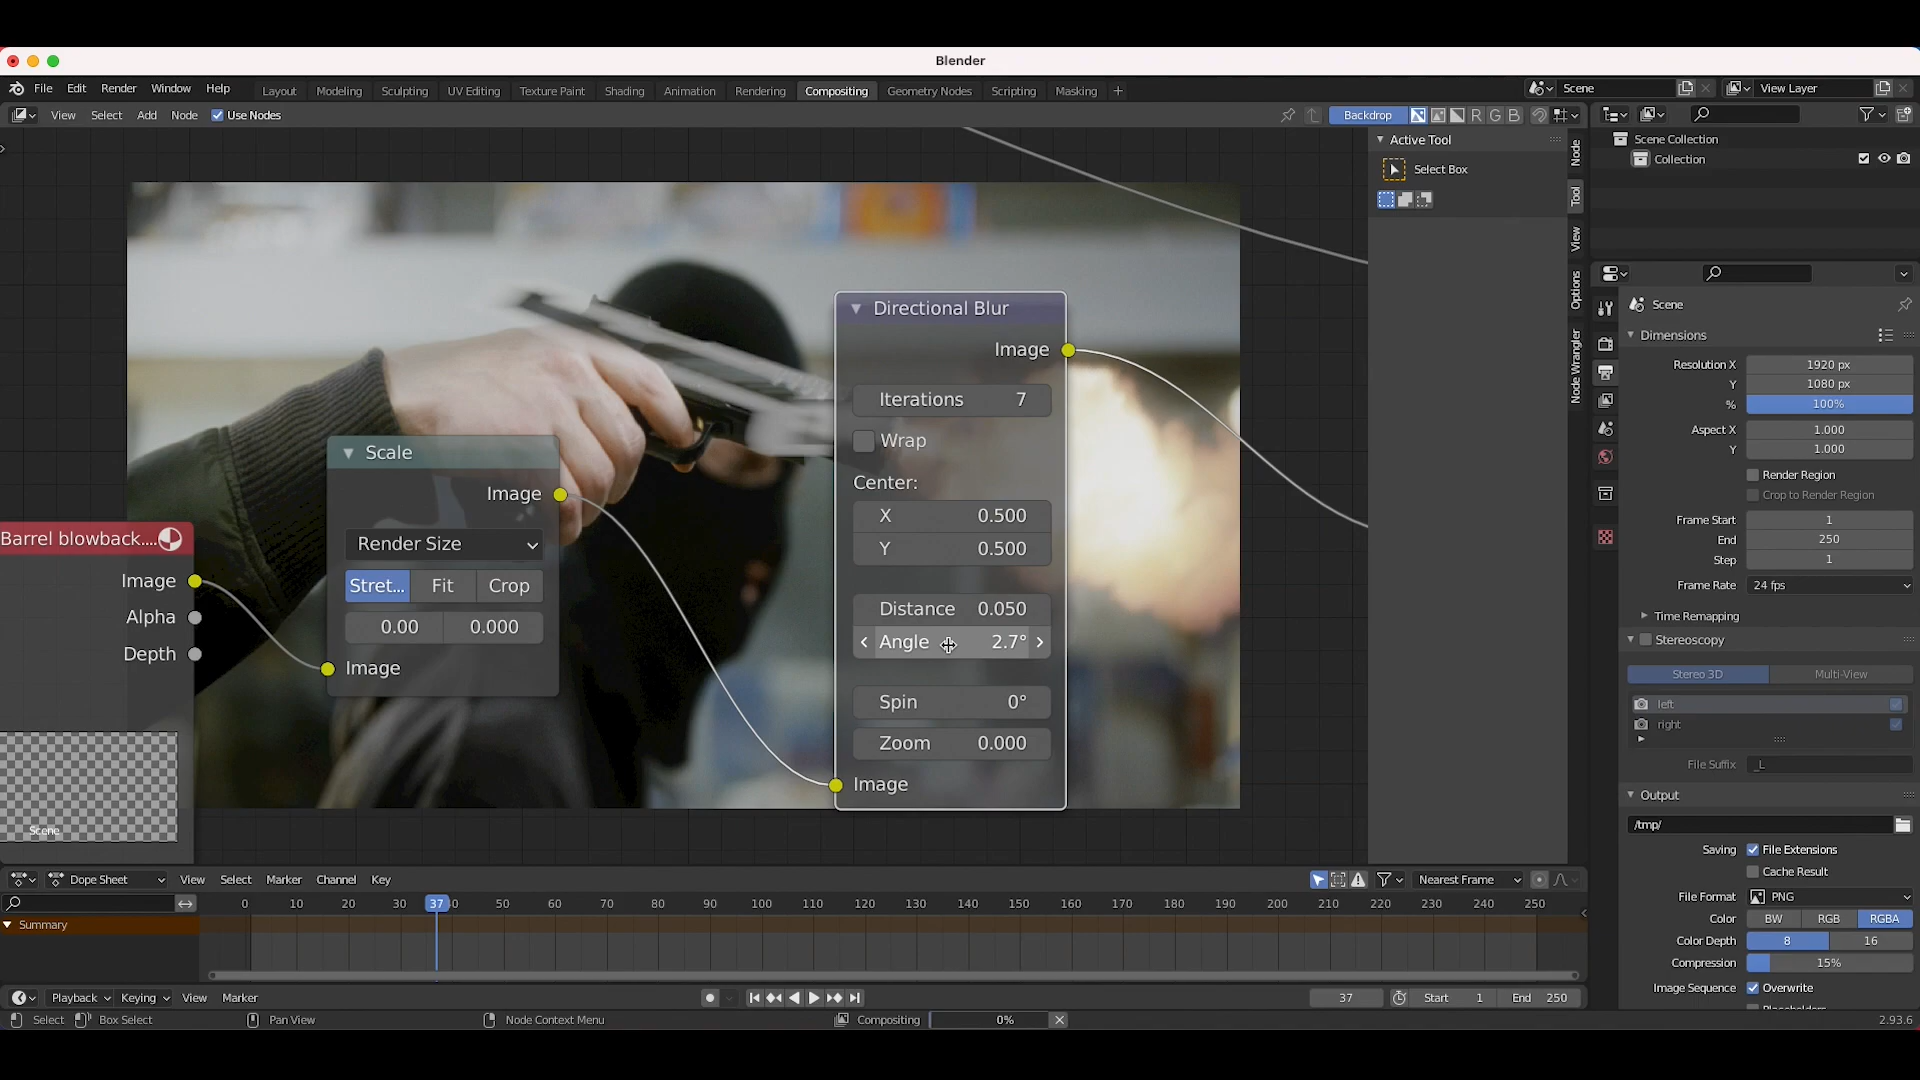 Blender
File Edit Render Window Help Layout Modeling Sculpting UV Editing Texture Paint Shading Animation Rendering Compositing Geometry Nodes Scripting Masking + Scene View Layer
View Select Add Node Use Nodes Backdrop R G B
Active Tool
Select Box
Node
Tool
View
Options
Node Wrangler
Scene Collection
Collection
Directional Blur
Image
Iterations 7
Wrap
Center:
X 0.500
Y 0.500
Distance 0.050
Angle 2.7°
Spin 0°
Zoom 0.000
Image
Scale
Image
Render Size
Stret... Fit Crop
0.00 0.000
Image
Barrel blowback....
Image
Alpha
Depth
Scene
Scene
Dimensions
Resolution X 1920 px
Y 1080 px
% 100%
Aspect X 1.000
Y 1.000
Render Region
Crop to Render Region
Frame Start 1
End 250
Step 1
Frame Rate 24 fps
Time Remapping
Stereoscopy
Stereo 3D Multi-View
left
right
File Suffix _L
Output
/tmp/
Saving File Extensions
Cache Result
File Format PNG
Color BW RGB RGBA
Color Depth 8 16
Compression 15%
Image Sequence Overwrite
Dope Sheet View Select Marker Channel Key Nearest Frame
0 10 20 30 37 50 60 70 80 90 100 110 120 130 140 150 160 170 180 190 200 210 220 230 240 250
Summary
Playback Keying View Marker 37 Start 1 End 250
Select Box Select Pan View Node Context Menu Compositing 0% 2.93.6